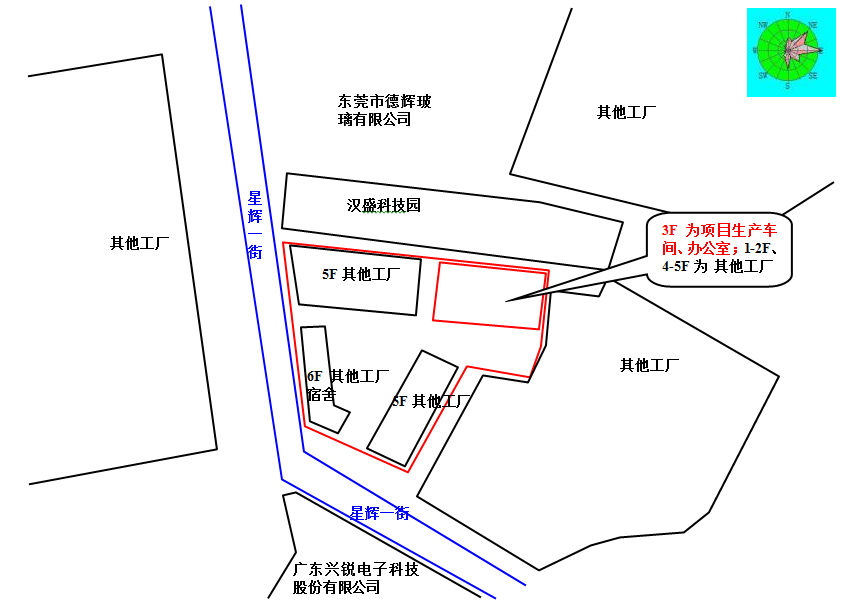 N
NW
NE
W
E
SW
SE
S
东莞市德辉玻
璃有限公司
其他工厂
汉盛科技园
星
辉
一
街
其他工厂
3F 为项目生产车
间、办公室；1-2F、
4-5F 为 其他工厂
5F 其他工厂
其他工厂
6F 其他工厂
宿舍
5F 其他工厂
星辉一街
广东兴锐电子科技
股份有限公司